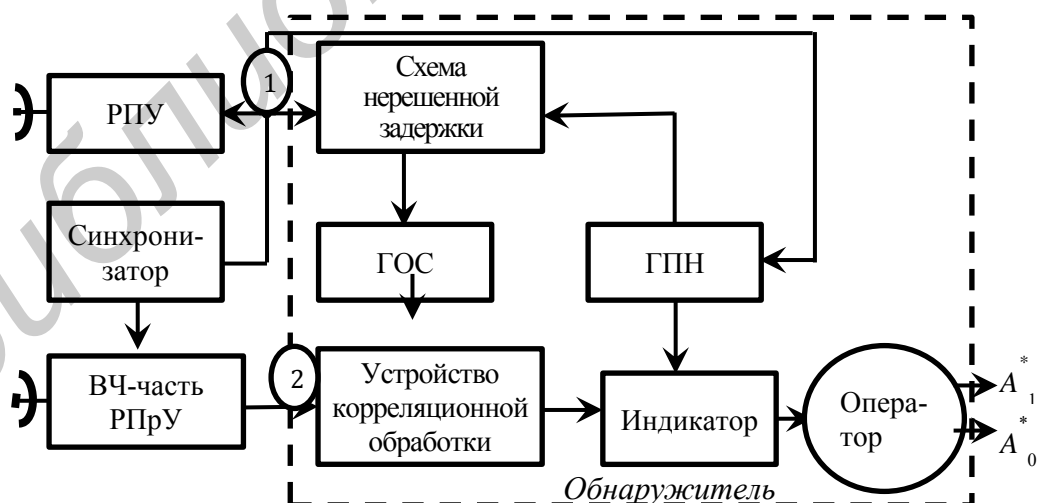 библио
1
РПУ
Схема
нерешенной
задержки
Синхрони-
затор
ГОС
ГПН
ВЧ-часть
РПрУ
2
Устройство
корреляционной
обработки
Индикатор
Опера-
тор
A*1
A*0
Обнаружитель